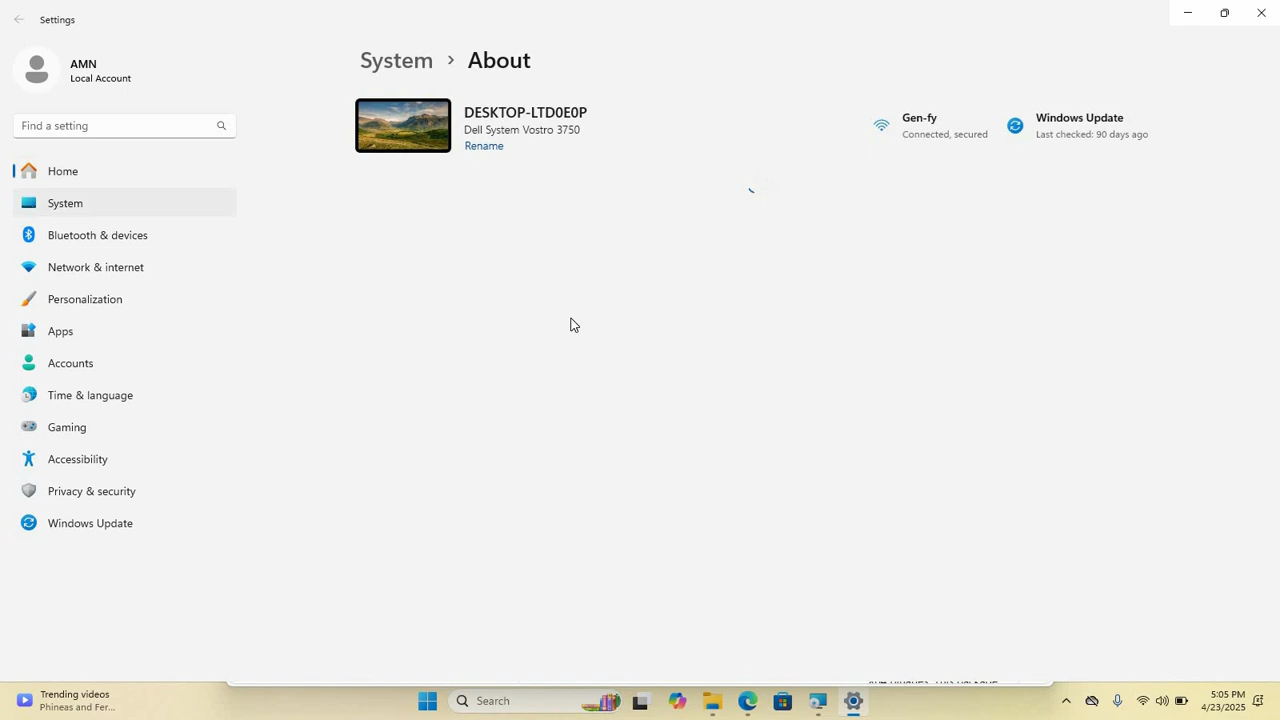 Settings
AMN
Local Account
Find a setting
Home
System
Bluetooth & devices
Network & internet
Personalization
Apps
Accounts
Time & language
Gaming
Accessibility
Privacy & security
Windows Update
System > About
DESKTOP-LTD0E0P
Dell System Vostro 3750
Rename
Gen-fy
Connected, secured
Windows Update
Last checked: 90 days ago
Trending videos
Phineas and Fer...
Search
5:05 PM
4/23/2025